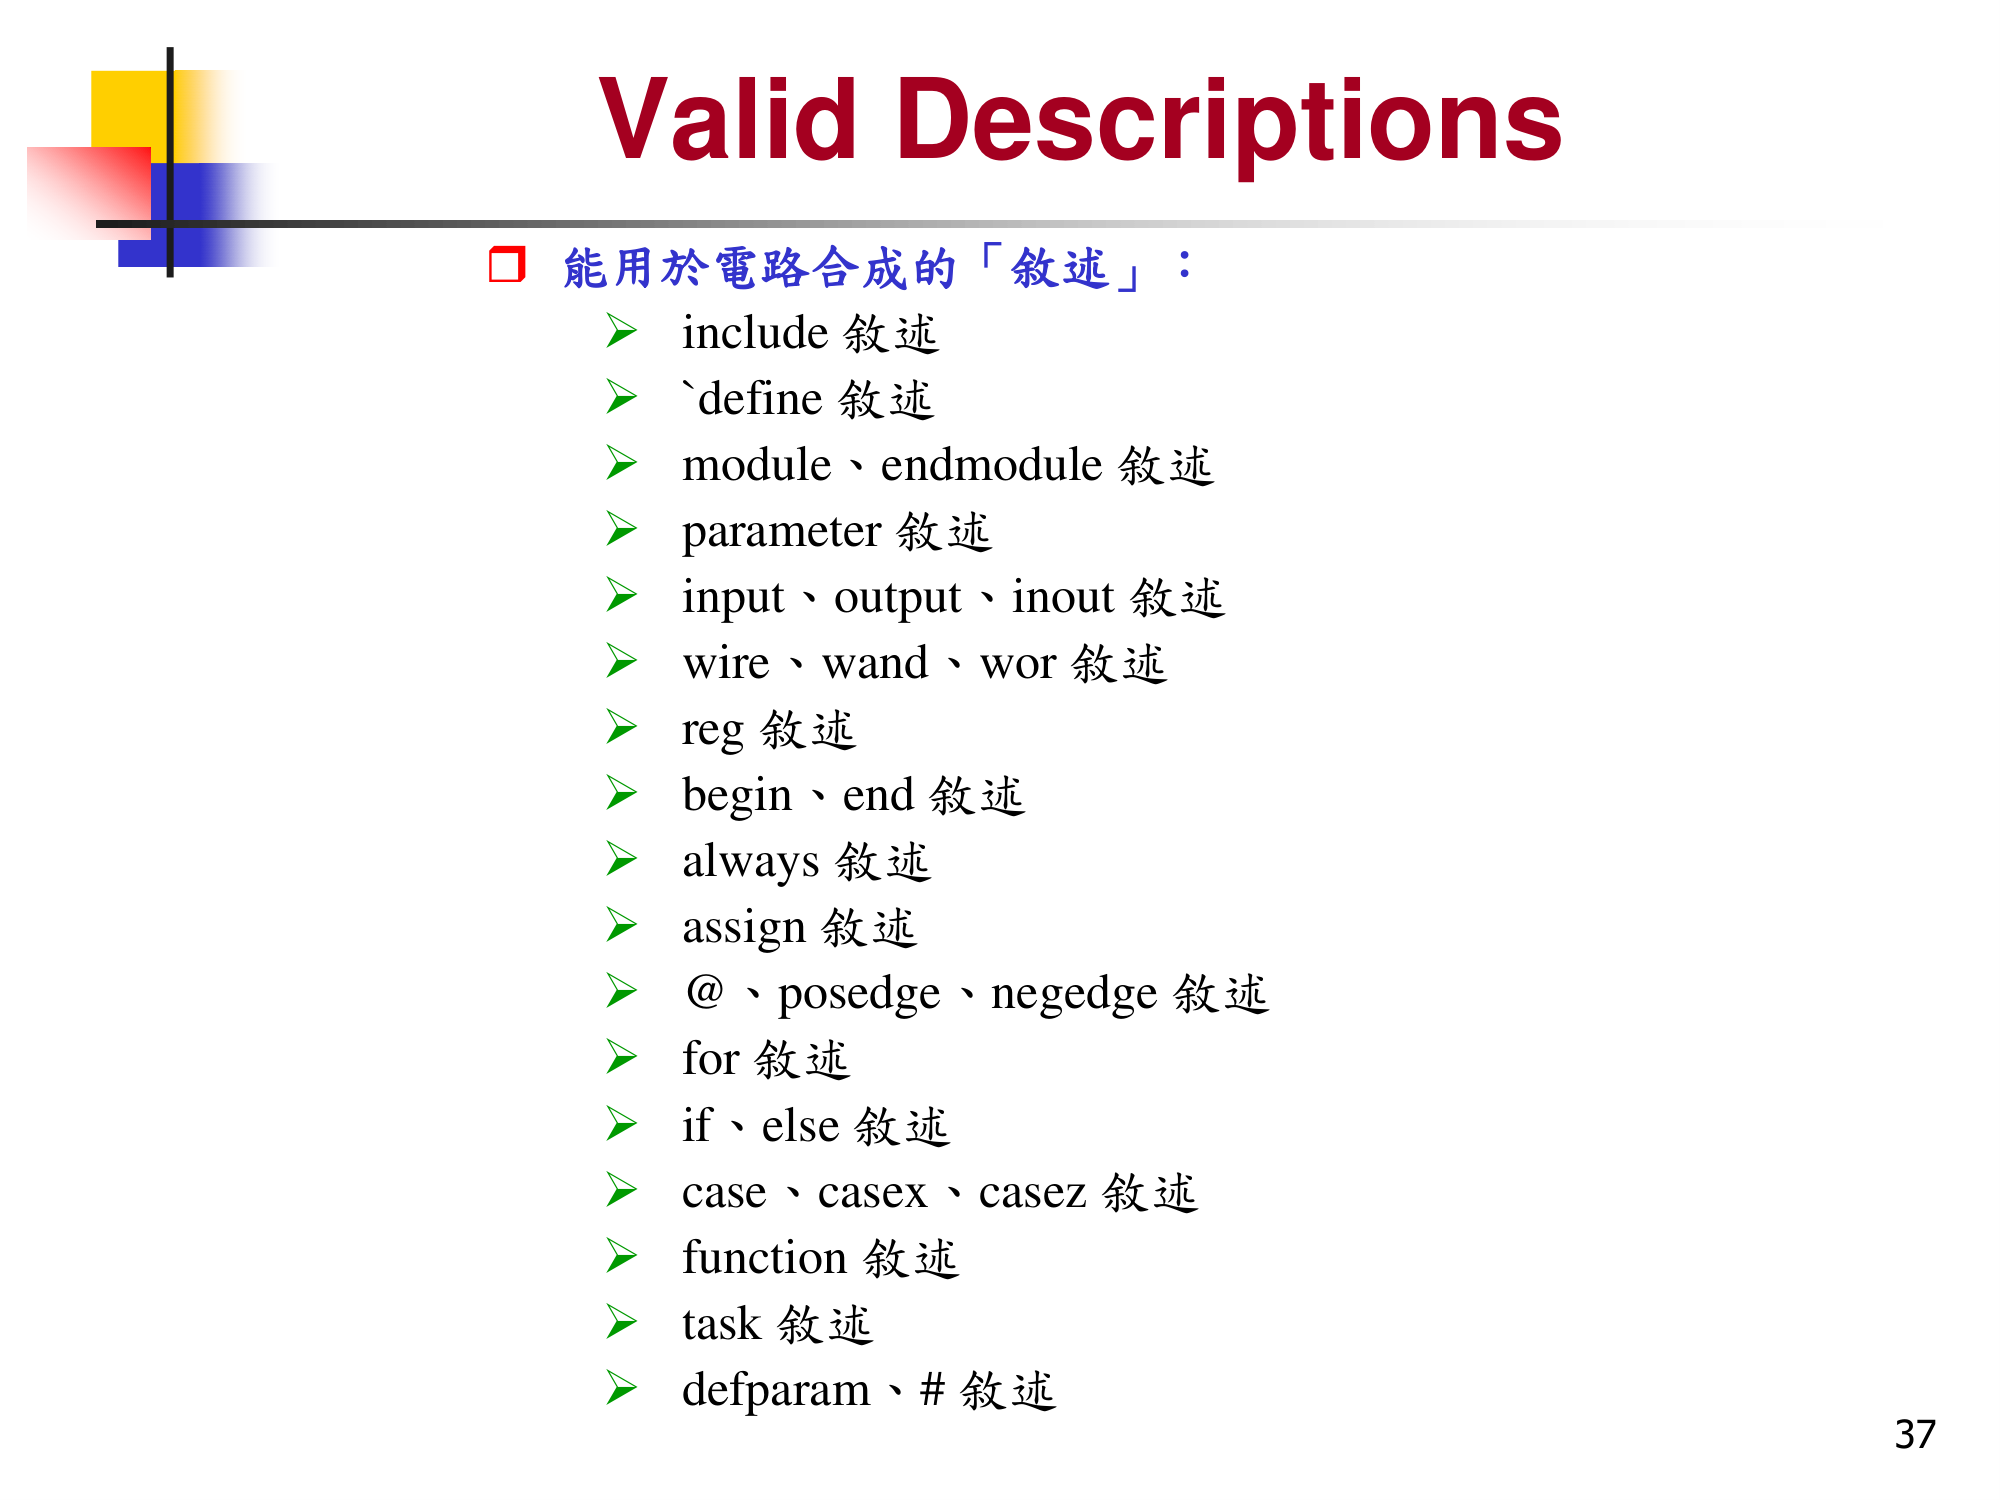 Valid Descriptions
能用於電路合成的「敘述」：
include 敘述
`define 敘述
module、endmodule 敘述
parameter 敘述
input、output、inout 敘述
wire、wand、wor 敘述
reg 敘述
begin、end 敘述
always 敘述
assign 敘述
@、posedge、negedge 敘述
for 敘述
if、else 敘述
case、casex、casez 敘述
function 敘述
task 敘述
defparam、# 敘述
37